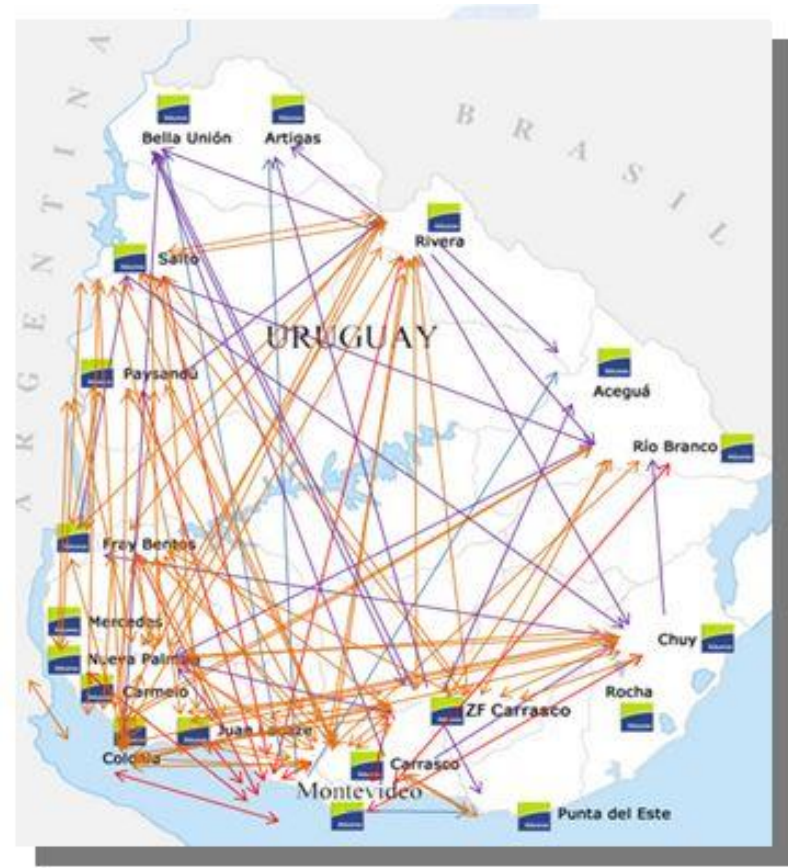 ARGENTINA
BRASIL
Bella Unión
Artigas
Rivera
Salto
URUGUAY
Paysandú
Aceguá
Río Branco
Fray Bentos
Mercedes
Nueva Palmira
Chuy
Carmelo
Rocha
ZF Carrasco
Juan Lacaze
Colonia
Carrasco
Montevideo
Punta del Este